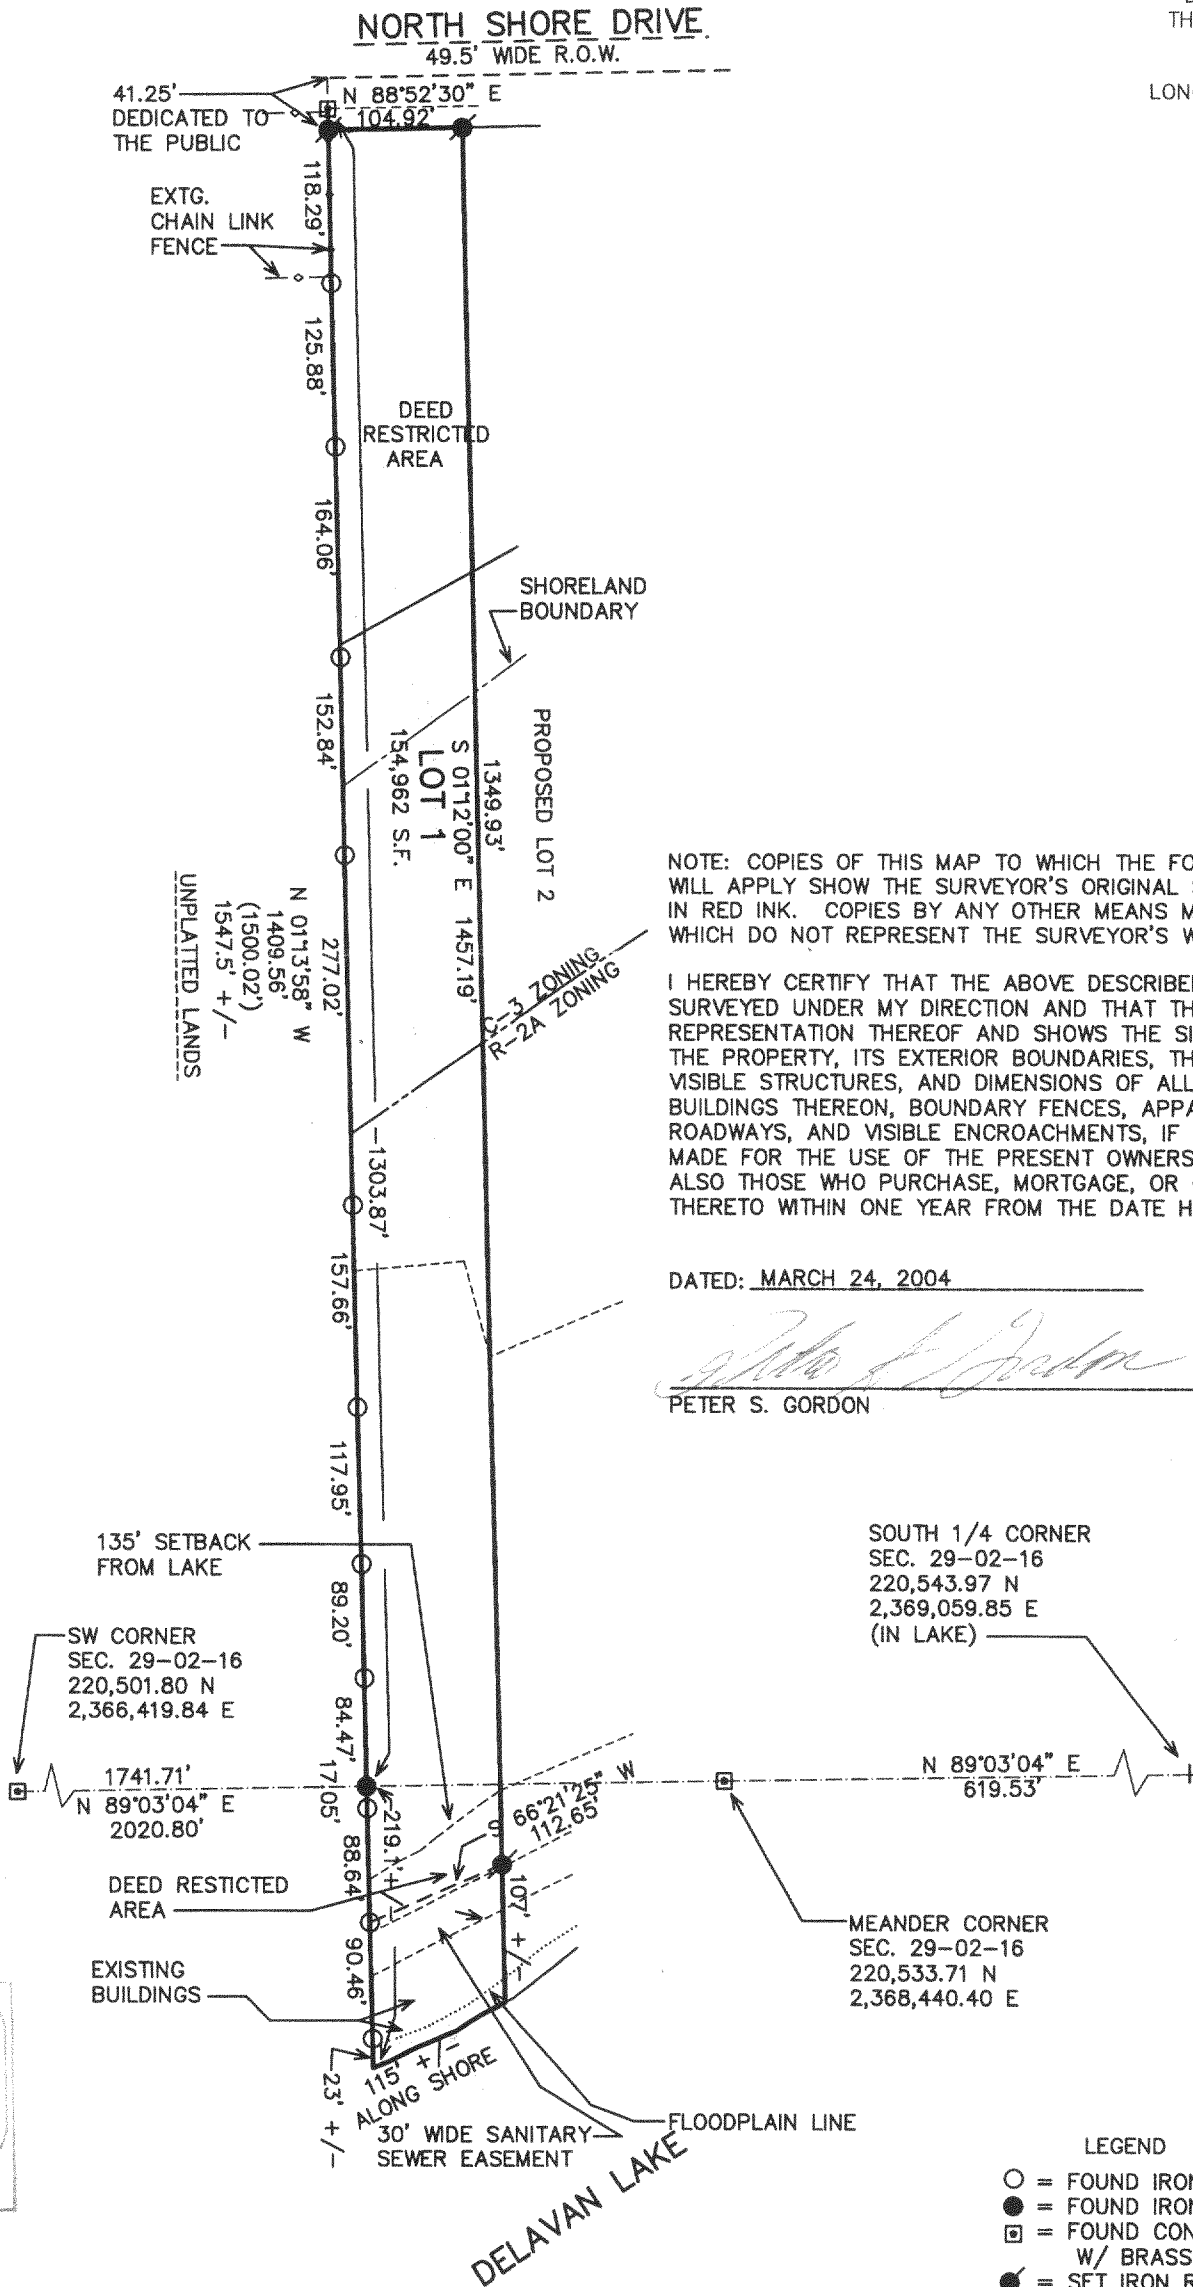 NORTH SHORE DRIVE
49.5' WIDE R.O.W.
TH
LONG
41.25'
DEDICATED TO
THE PUBLIC
N 88°52'30" E
104.92'
118.29'
EXTG.
CHAIN LINK
FENCE
125.88'
DEED
RESTRICTED
AREA
164.06'
SHORELAND
BOUNDARY
152.84'
PROPOSED LOT 2
1349.93'
S 01°12'00" E 1457.19'
LOT 1
154,962 S.F.
277.02'
N 01°13'58" W
1409.56'
(1500.02')
1547.5' +/-
UNPLATTED LANDS
C-3 ZONING
R-2A ZONING
1303.87'
NOTE: COPIES OF THIS MAP TO WHICH THE FO
WILL APPLY SHOW THE SURVEYOR'S ORIGINAL
IN RED INK. COPIES BY ANY OTHER MEANS M
WHICH DO NOT REPRESENT THE SURVEYOR'S W
I HEREBY CERTIFY THAT THE ABOVE DESCRIBED
SURVEYED UNDER MY DIRECTION AND THAT TH
REPRESENTATION THEREOF AND SHOWS THE SI
THE PROPERTY, ITS EXTERIOR BOUNDARIES, TH
VISIBLE STRUCTURES, AND DIMENSIONS OF ALL
BUILDINGS THEREON, BOUNDARY FENCES, APPA
ROADWAYS, AND VISIBLE ENCROACHMENTS, IF
MADE FOR THE USE OF THE PRESENT OWNERS
ALSO THOSE WHO PURCHASE, MORTGAGE, OR
THERETO WITHIN ONE YEAR FROM THE DATE H
DATED: MARCH 24, 2004
PETER S. GORDON
157.66'
117.95'
135' SETBACK
FROM LAKE
89.20'
SW CORNER
SEC. 29-02-16
220,501.80 N
2,366,419.84 E
84.47'
SOUTH 1/4 CORNER
SEC. 29-02-16
220,543.97 N
2,369,059.85 E
(IN LAKE)
1741.71'
N 89°03'04" E
2020.80'
17.05'
N 89°03'04" E
619.53'
219.1' +/-
S 66°21'25" W
112.65'
88.64'
DEED RESTICTED
AREA
107' +/-
MEANDER CORNER
SEC. 29-02-16
220,533.71 N
2,368,440.40 E
90.46'
EXISTING
BUILDINGS
23' +/-
115' +/-
ALONG SHORE
30' WIDE SANITARY
SEWER EASEMENT
FLOODPLAIN LINE
DELAVAN LAKE
LEGEND
= FOUND IRON
= FOUND IRON
= FOUND CON
W/ BRASS
= SET IRON